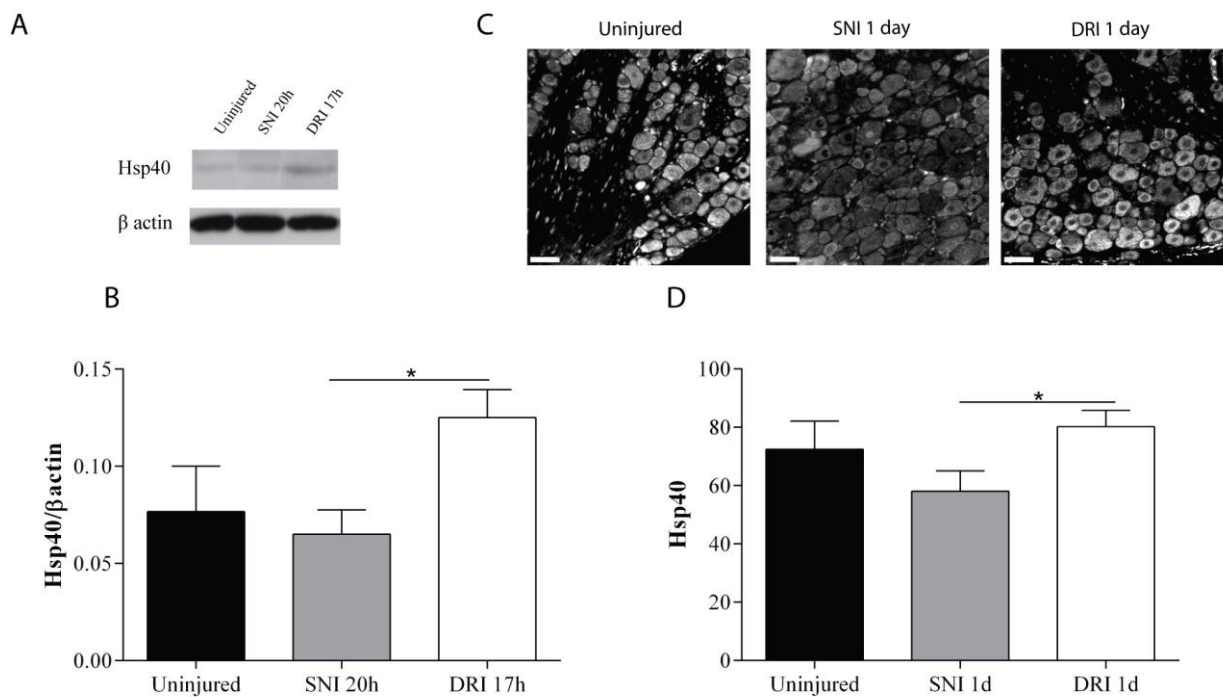 A
Uninjured SNI 20h DRI 17h
Hsp40
β actin
C
Uninjured SNI 1 day DRI 1 day
B
Hsp40/βactin
0.15
0.10
0.05
0.00
*
Uninjured SNI 20h DRI 17h
D
Hsp40
100
80
60
40
20
0
*
Uninjured SNI 1d DRI 1d